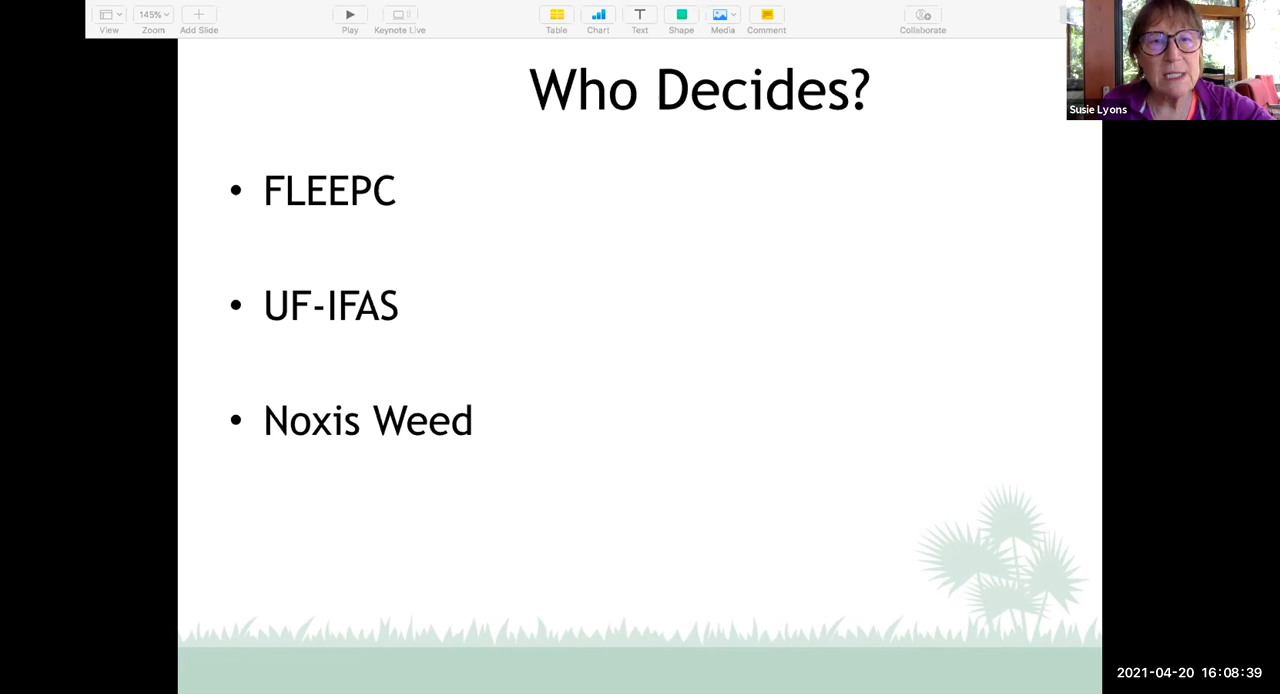 145%
View
Zoom
Add Slide
Play
Keynote Live
Table
Chart
Text
Shape
Media
Comment
Collaborate
Susie Lyons
Who Decides?
• FLEEPC
• UF-IFAS
• Noxis Weed
2021-04-20 16:08:39